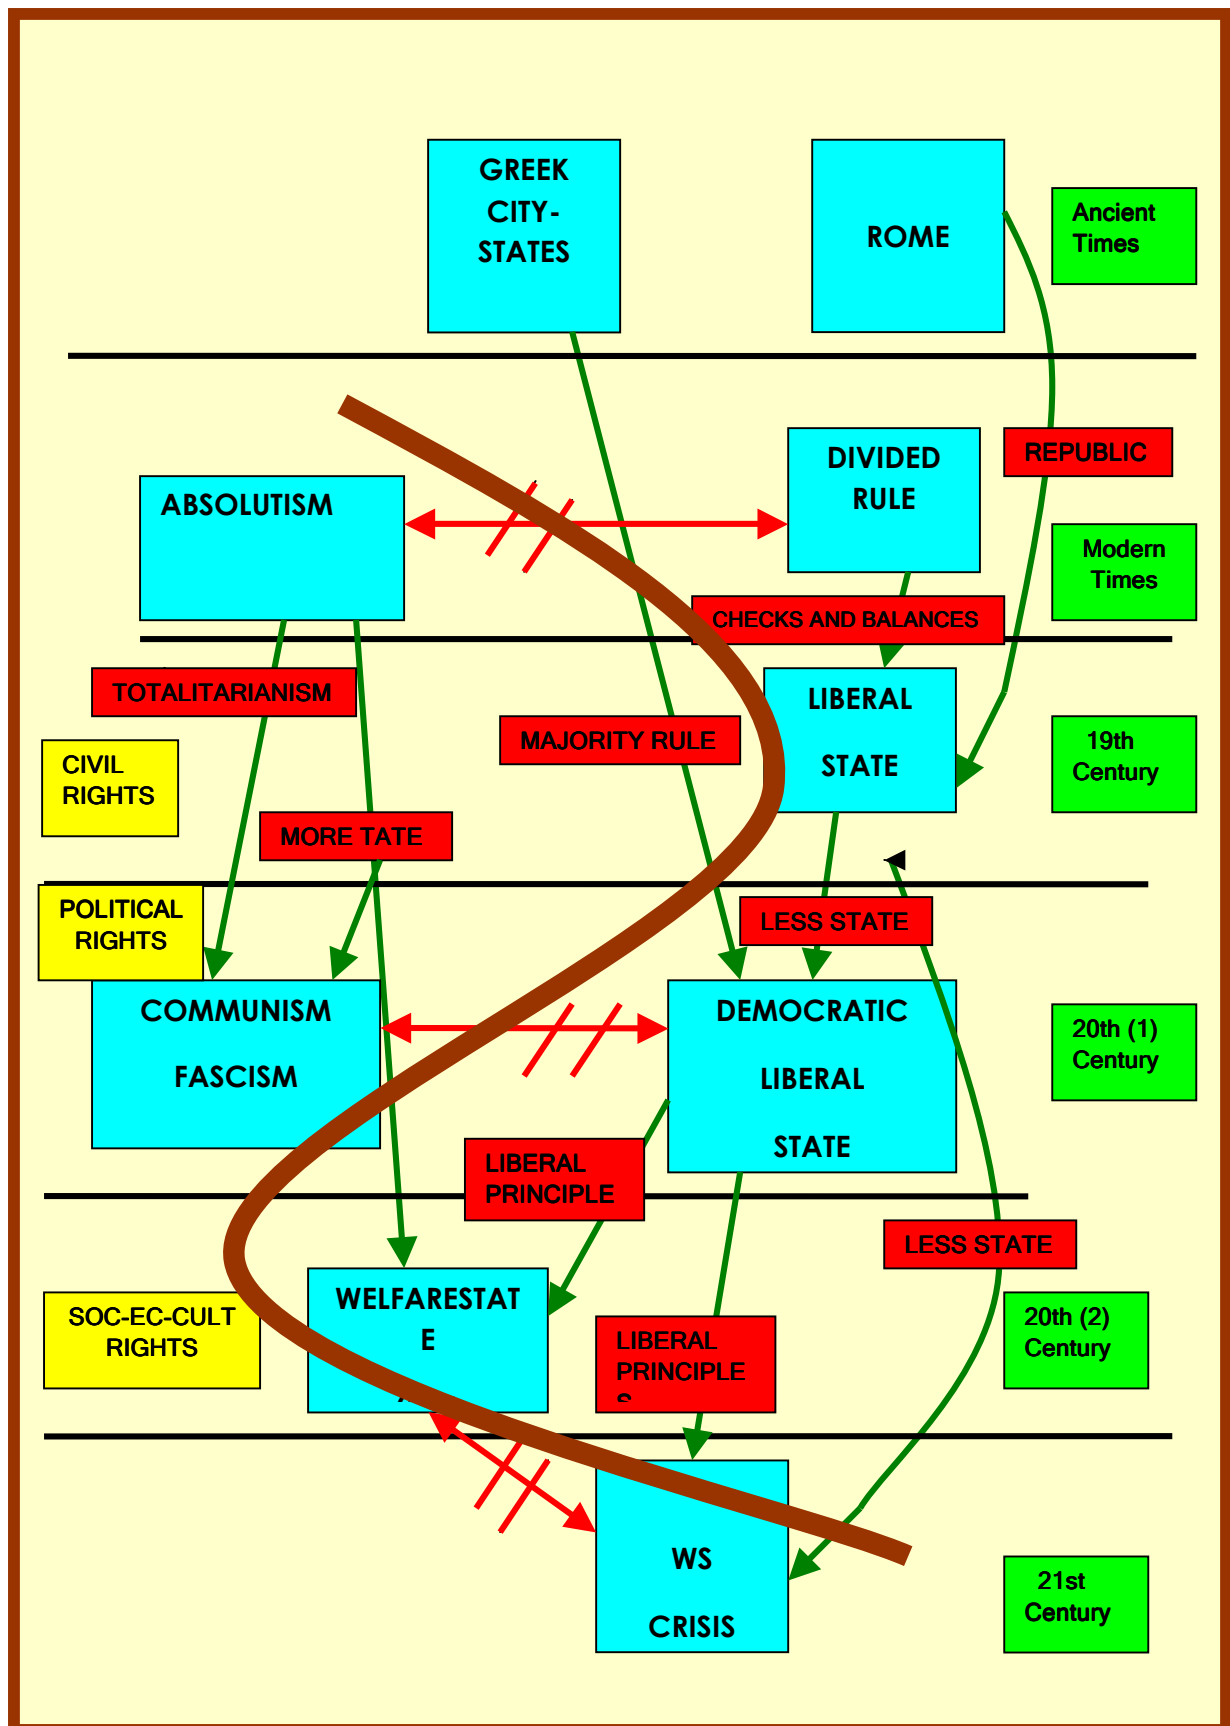 GREEK
CITY-
STATES
ROME
Ancient
Times
DIVIDED
RULE
REPUBLIC
ABSOLUTISM
Modern
Times
CHECKS AND BALANCES
TOTALITARIANISM
LIBERAL
STATE
MAJORITY RULE
19th
Century
CIVIL
RIGHTS
MORE TATE
POLITICAL
RIGHTS
LESS STATE
COMMUNISM
FASCISM
DEMOCRATIC
LIBERAL
STATE
20th (1)
Century
LIBERAL
PRINCIPLE
LESS STATE
WELFARESTAT
E
SOC-EC-CULT
RIGHTS
LIBERAL
PRINCIPLE
S
20th (2)
Century
WS
CRISIS
21st
Century